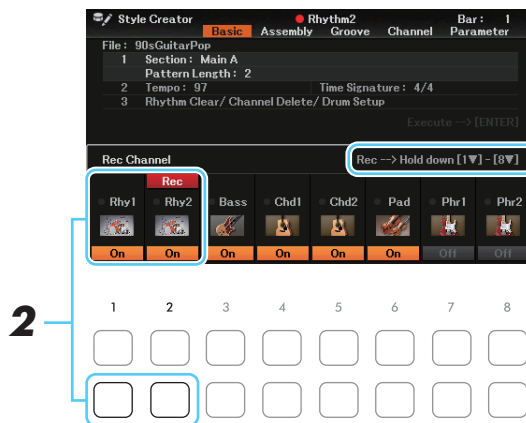 Style Creator
Rhythm2
Bar: 1
Basic Assembly Groove Channel Parameter
File: 90sGuitarPop
1 Section: Main A
Pattern Length: 2
2 Tempo: 97 Time Signature: 4/4
3 Rhythm Clear/ Channel Delete/ Drum Setup
Execute --> [ENTER]
Rec Channel Rec --> Hold down [1▼] - [8▼]
Rec
Rhy1 Rhy2 Bass Chd1 Chd2 Pad Phr1 Phr2
On On On On On On Off Off
1 2 3 4 5 6 7 8
2